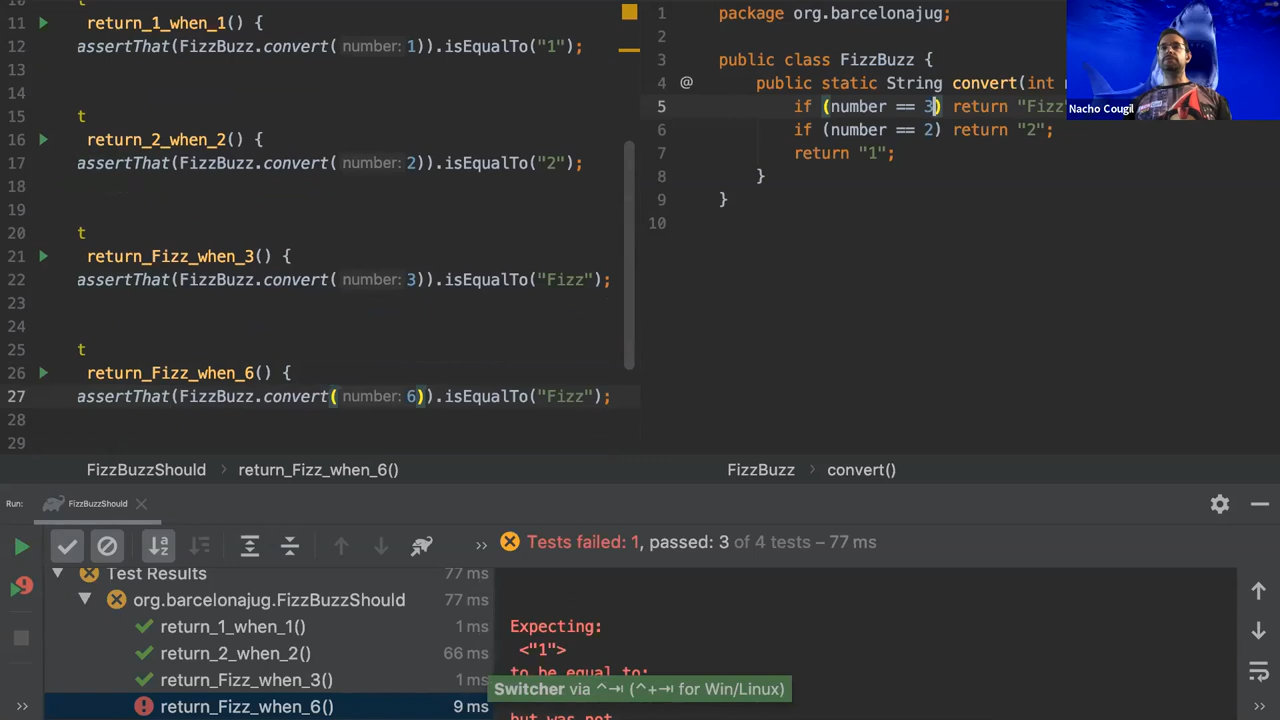 10 t
11 return_1_when_1() {
12 assertThat(FizzBuzz.convert( number: 1)).isEqualTo("1");
13
14
15 t
16 return_2_when_2() {
17 assertThat(FizzBuzz.convert( number: 2)).isEqualTo("2");
18
19
20 t
21 return_Fizz_when_3() {
22 assertThat(FizzBuzz.convert( number: 3)).isEqualTo("Fizz");
23
24
25 t
26 return_Fizz_when_6() {
27 assertThat(FizzBuzz.convert( number: 6)).isEqualTo("Fizz");
28
29
FizzBuzzShould > return_Fizz_when_6()
1 package org.barcelonajug;
2
3 public class FizzBuzz {
4 @ public static String convert(int
5 if (number == 3) return "Fizz
6 if (number == 2) return "2";
7 return "1";
8 }
9 }
10
FizzBuzz > convert()
Nacho Cougil
Run: FizzBuzzShould
Tests failed: 1, passed: 3 of 4 tests – 77 ms
Test Results 77 ms
org.barcelonajug.FizzBuzzShould 77 ms
return_1_when_1() 1 ms
return_2_when_2() 66 ms
return_Fizz_when_3() 1 ms
return_Fizz_when_6() 9 ms
9
Expecting:
<"1">
to be equal to:
but was not
Switcher via ^⇥ (^+⇥ for Win/Linux)